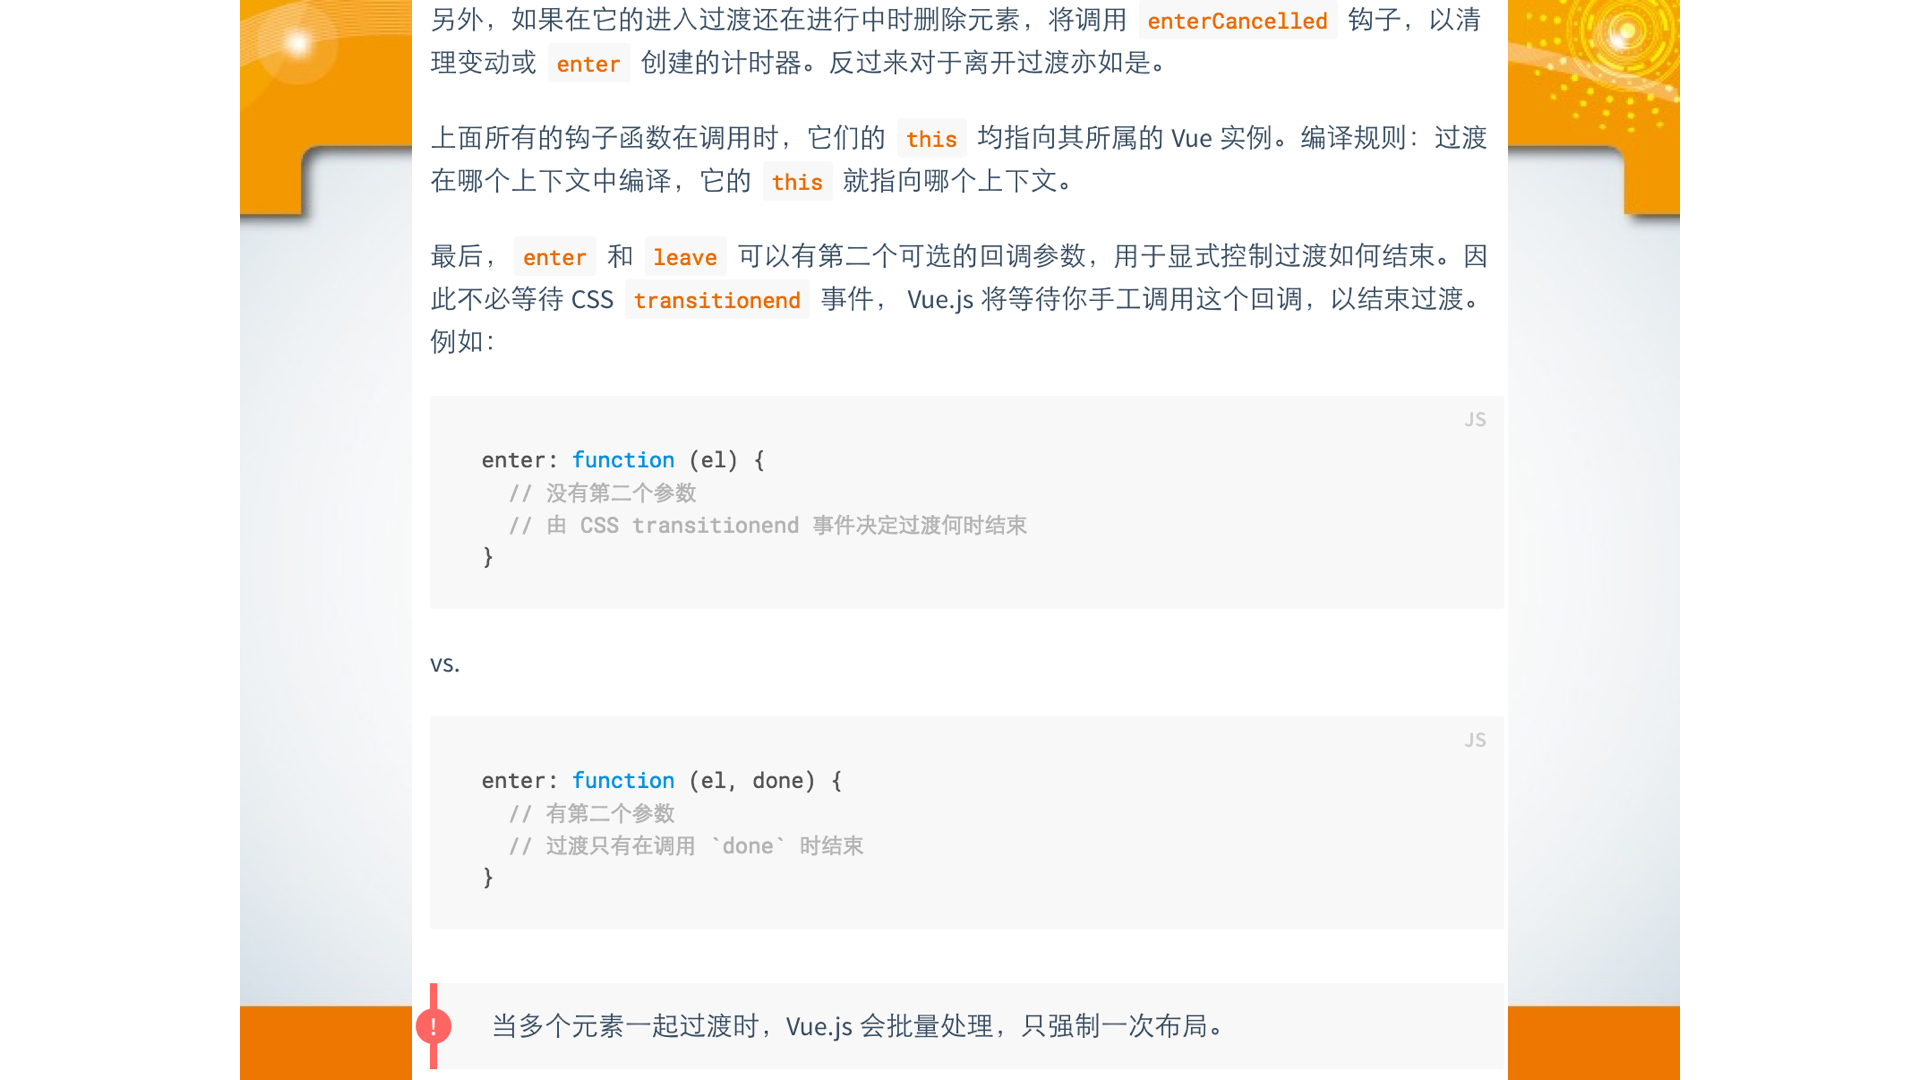 另外，如果在它的进入过渡还在进行中时删除元素，将调用 enterCancelled 钩子，以清
理变动或 enter 创建的计时器。反过来对于离开过渡亦如是。
上面所有的钩子函数在调用时，它们的 this 均指向其所属的 Vue 实例。编译规则：过渡
在哪个上下文中编译，它的 this 就指向哪个上下文。
最后， enter 和 leave 可以有第二个可选的回调参数，用于显式控制过渡如何结束。因
此不必等待 CSS transitionend 事件， Vue.js 将等待你手工调用这个回调，以结束过渡。
例如：
JS
enter: function (el) {
// 没有第二个参数
// 由 CSS transitionend 事件决定过渡何时结束
}
vs.
JS
enter: function (el, done) {
// 有第二个参数
// 过渡只有在调用 `done` 时结束
}
! 当多个元素一起过渡时，Vue.js 会批量处理，只强制一次布局。